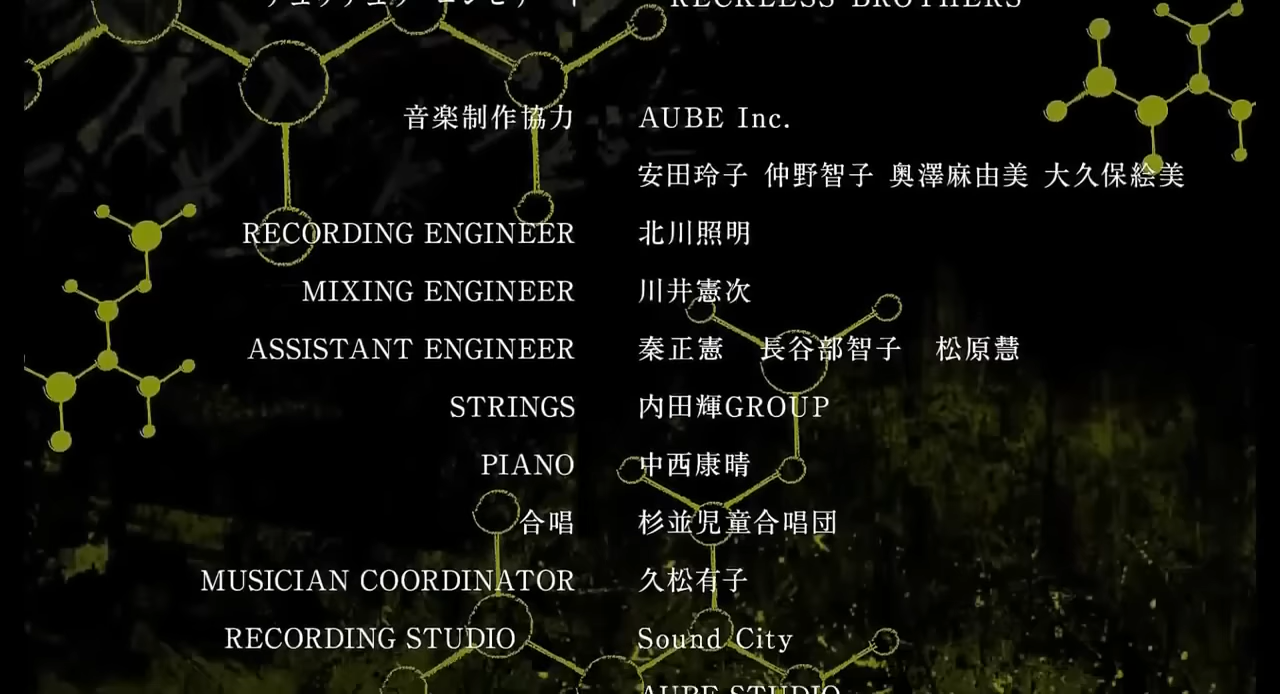 RECKLESS BROTHERS
音楽制作協力 AUBE Inc.
安田玲子 仲野智子 奥澤麻由美 大久保絵美
RECORDING ENGINEER 北川照明
MIXING ENGINEER 川井憲次
ASSISTANT ENGINEER 秦正憲 長谷部智子 松原慧
STRINGS 内田輝GROUP
PIANO 中西康晴
合唱 杉並児童合唱団
MUSICIAN COORDINATOR 久松有子
RECORDING STUDIO Sound City
AUBE STUDIO